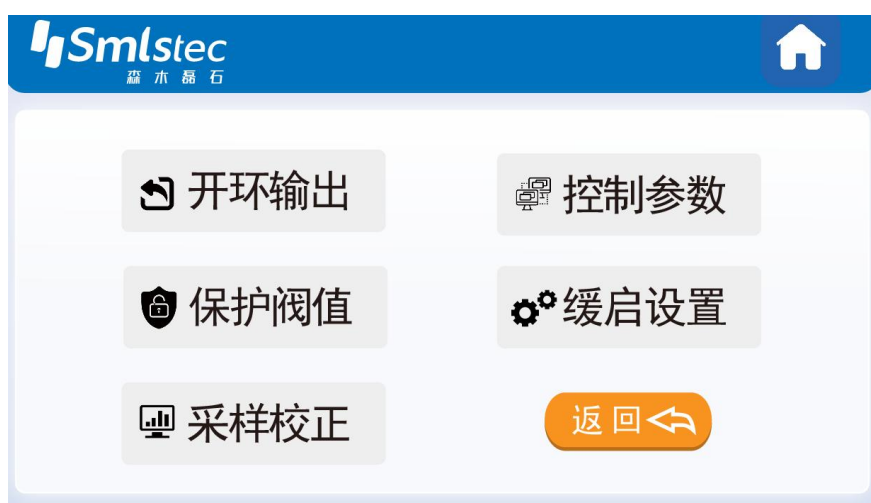 Smlstec
森木磊石
开环输出
控制参数
保护阀值
缓启设置
采样校正
返回